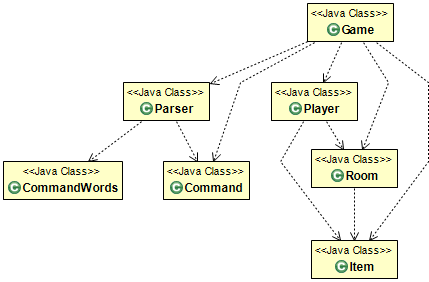 <<Java Class>>
Game
<<Java Class>>
Parser
<<Java Class>>
Player
<<Java Class>>
CommandWords
<<Java Class>>
Command
<<Java Class>>
Room
<<Java Class>>
Item